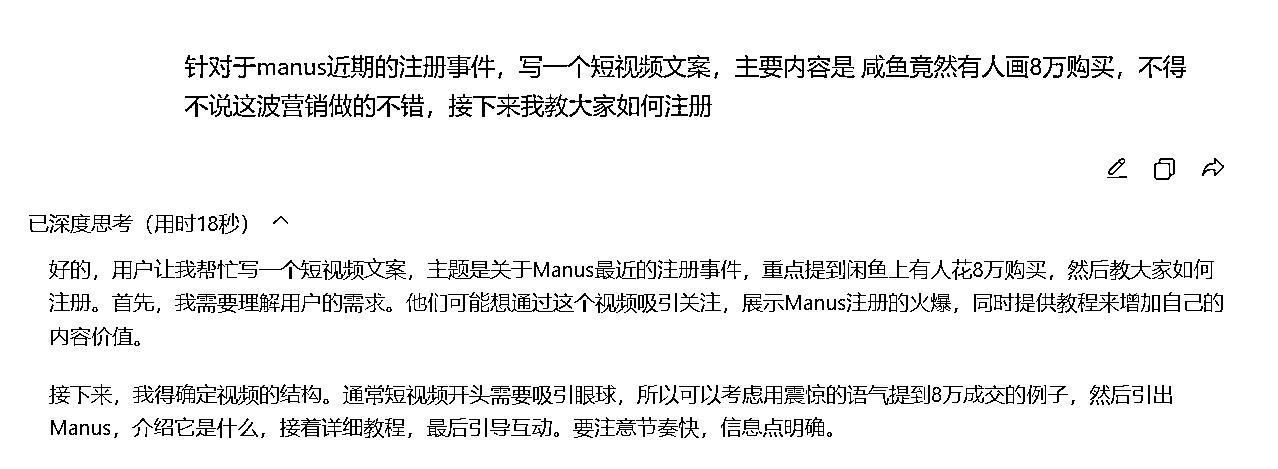 针对于manus近期的注册事件，写一个短视频文案，主要内容是 咸鱼竟然有人画8万购买，不得
不说这波营销做的不错，接下来我教大家如何注册
已深度思考（用时18秒）
好的，用户让我帮忙写一个短视频文案，主题是关于Manus最近的注册事件，重点提到闲鱼上有人花8万购买，然后教大家如何
注册。首先，我需要理解用户的需求。他们可能想通过这个视频吸引关注，展示Manus注册的火爆，同时提供教程来增加自己的
内容价值。
接下来，我得确定视频的结构。通常短视频开头需要吸引眼球，所以可以考虑用震惊的语气提到8万成交的例子，然后引出
Manus，介绍它是什么，接着详细教程，最后引导互动。要注意节奏快，信息点明确。